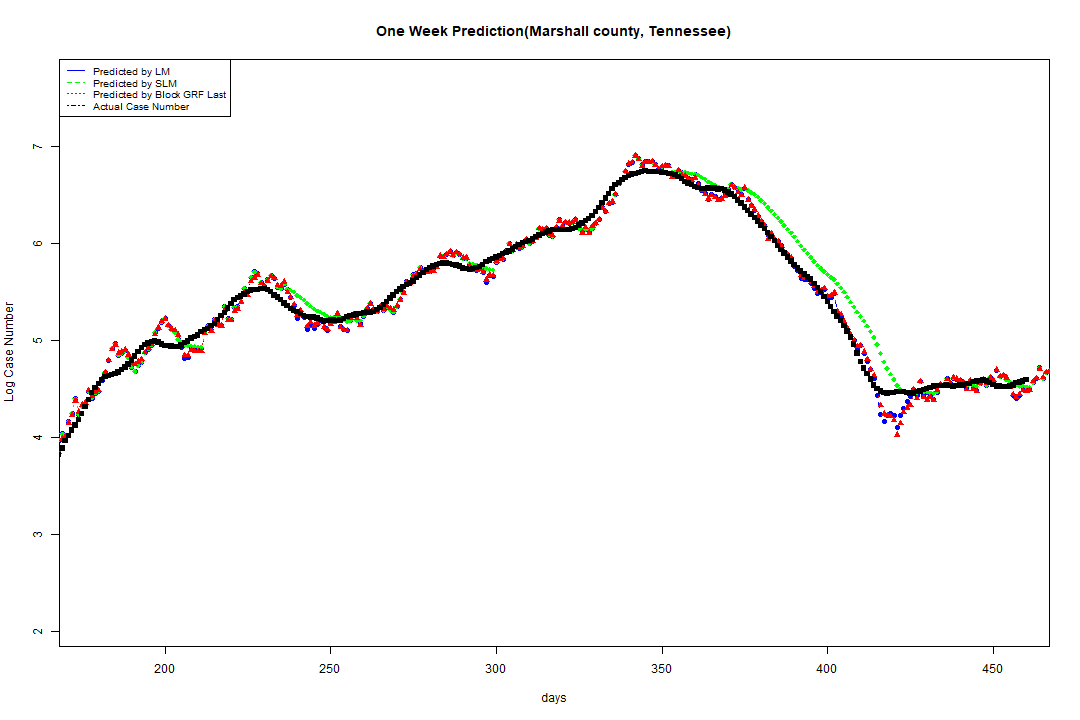 One Week Prediction(Marshall county, Tennessee)
Predicted by LM
Predicted by SLM
Predicted by Block GRF Last
Actual Case Number
7
6
5
4
3
2
Log Case Number
200 250 300 350 400 450
days